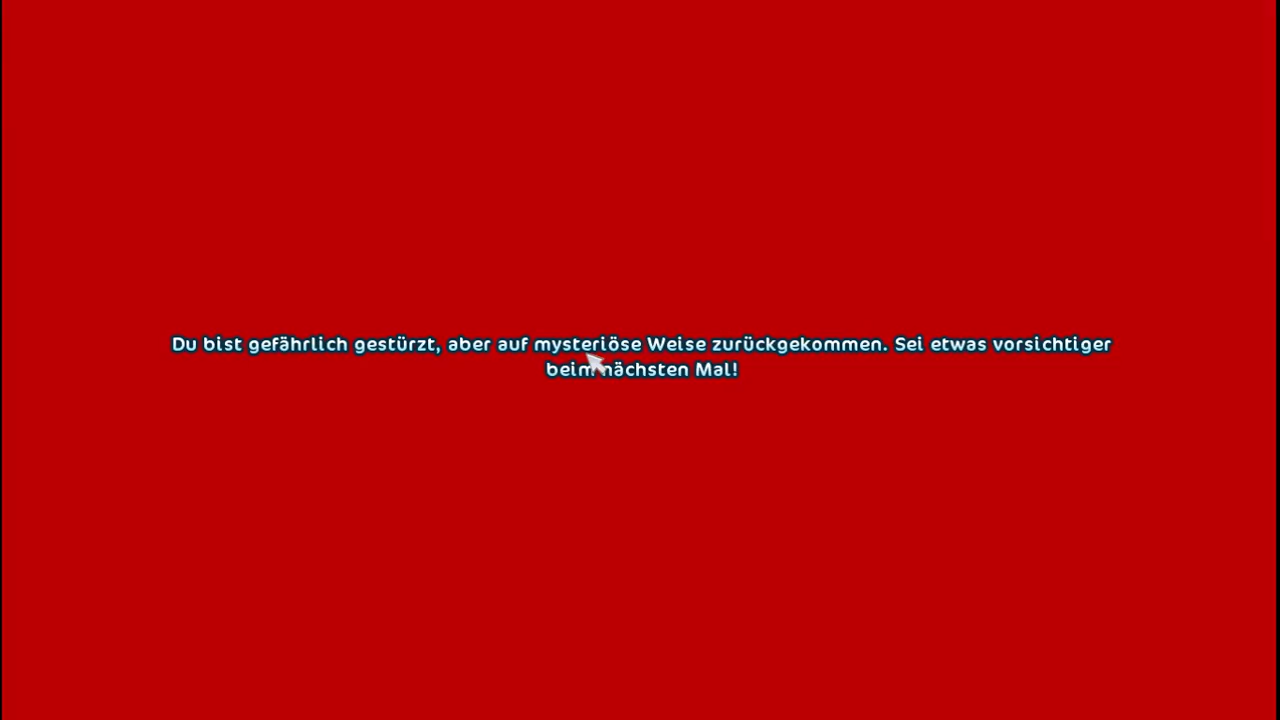 Du bist gefährlich gestürzt, aber auf mysteriöse Weise zurückgekommen. Sei etwas vorsichtiger
beim nächsten Mal!